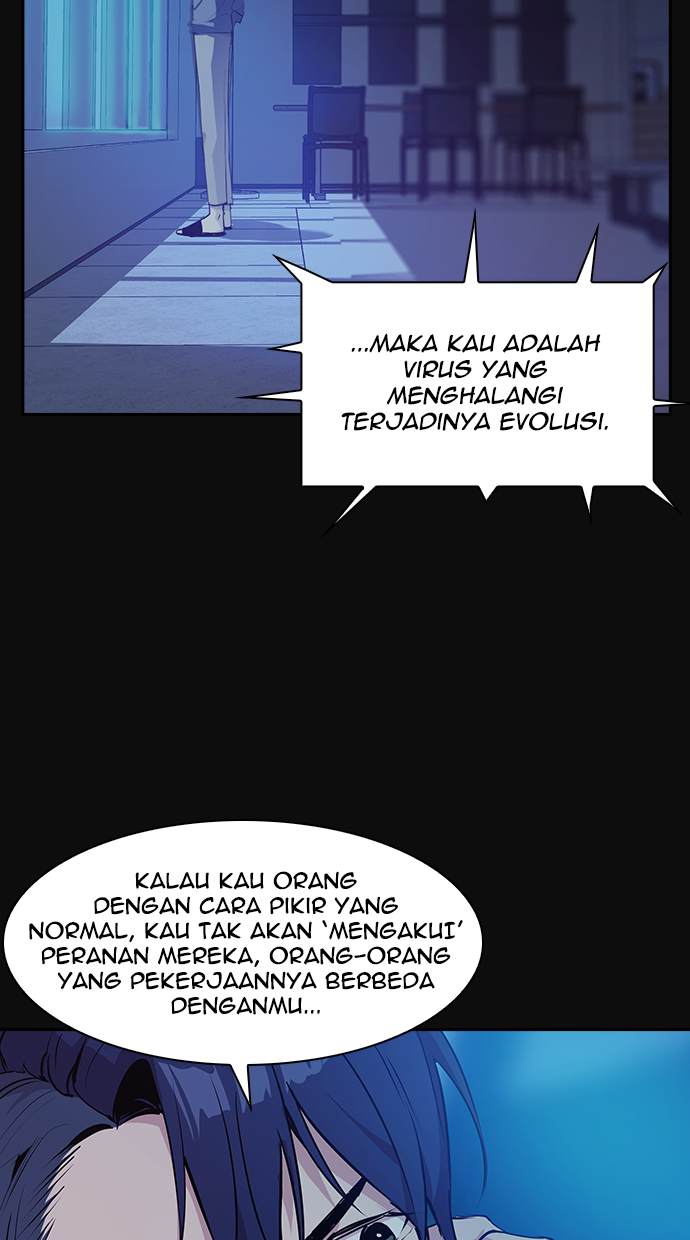 ...MAKA KAU ADALAH
VIRUS YANG
MENGHALANGI
TERJADINYA EVOLUSI.
KALAU KAU ORANG
DENGAN CARA PIKIR YANG
NORMAL, KAU TAK AKAN ‘MENGAKUI’
PERANAN MEREKA, ORANG-ORANG
YANG PEKERJAANNYA BERBEDA
DENGANMU...